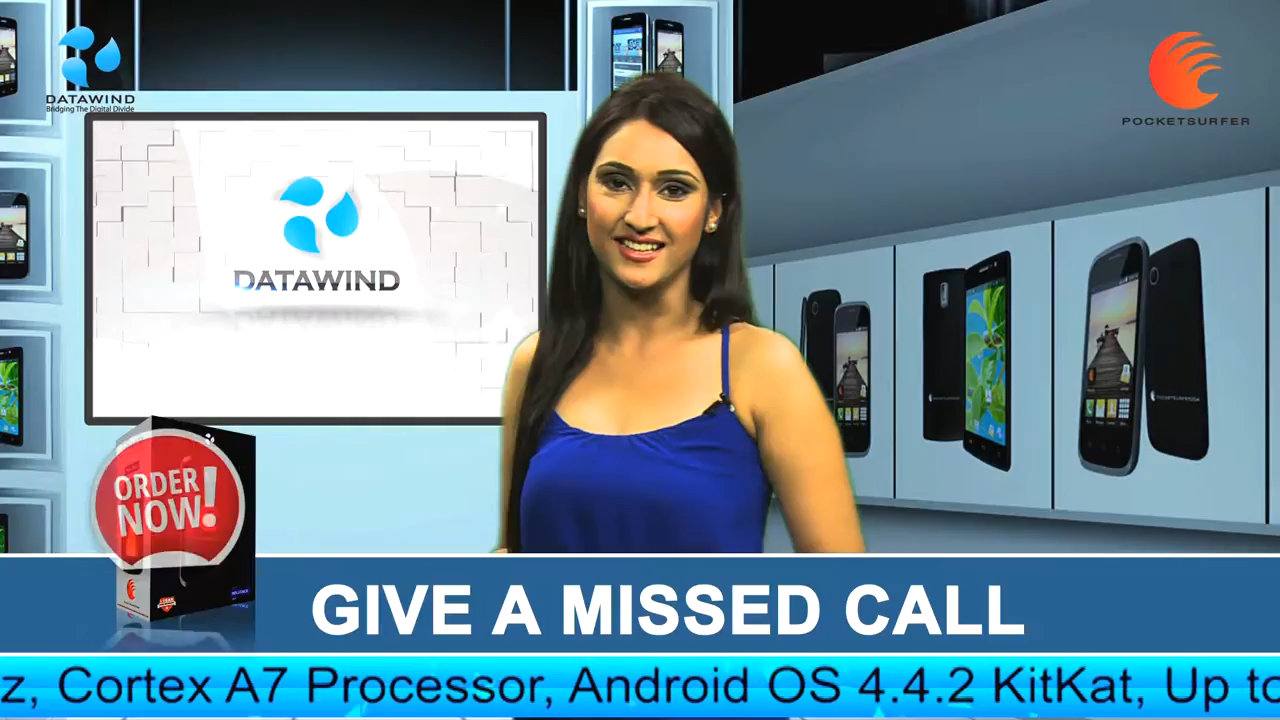 DATAWIND
Bridging The Digital Divide
POCKETSURFER
DATAWIND
ORDER
NOW!
GIVE A MISSED CALL
z, Cortex A7 Processor, Android OS 4.4.2 KitKat, Up to